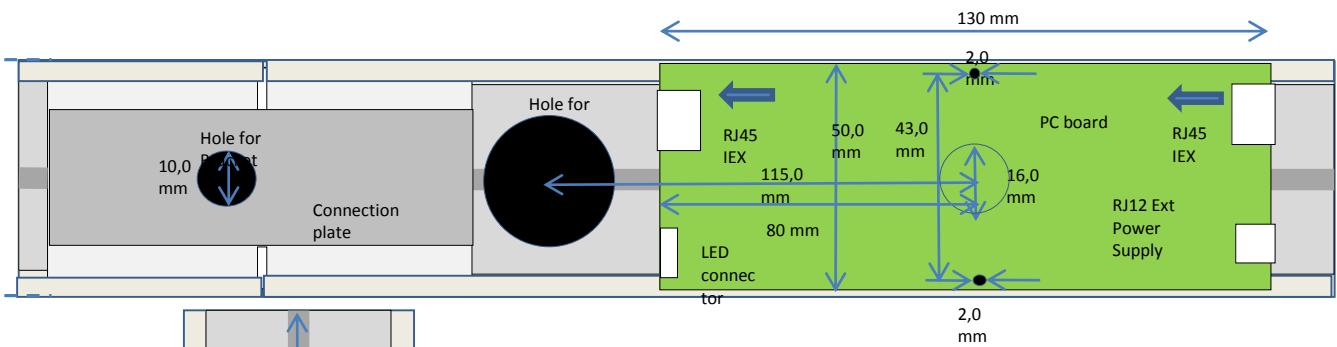 130 mm
2,0
mm
Hole for
Hole for
10,0
mm
Connection
plate
RJ45
IEX
50,0
mm
43,0
mm
PC board
RJ45
IEX
115,0
mm
16,0
mm
80 mm
RJ12 Ext
Power
Supply
LED
connec
tor
2,0
mm